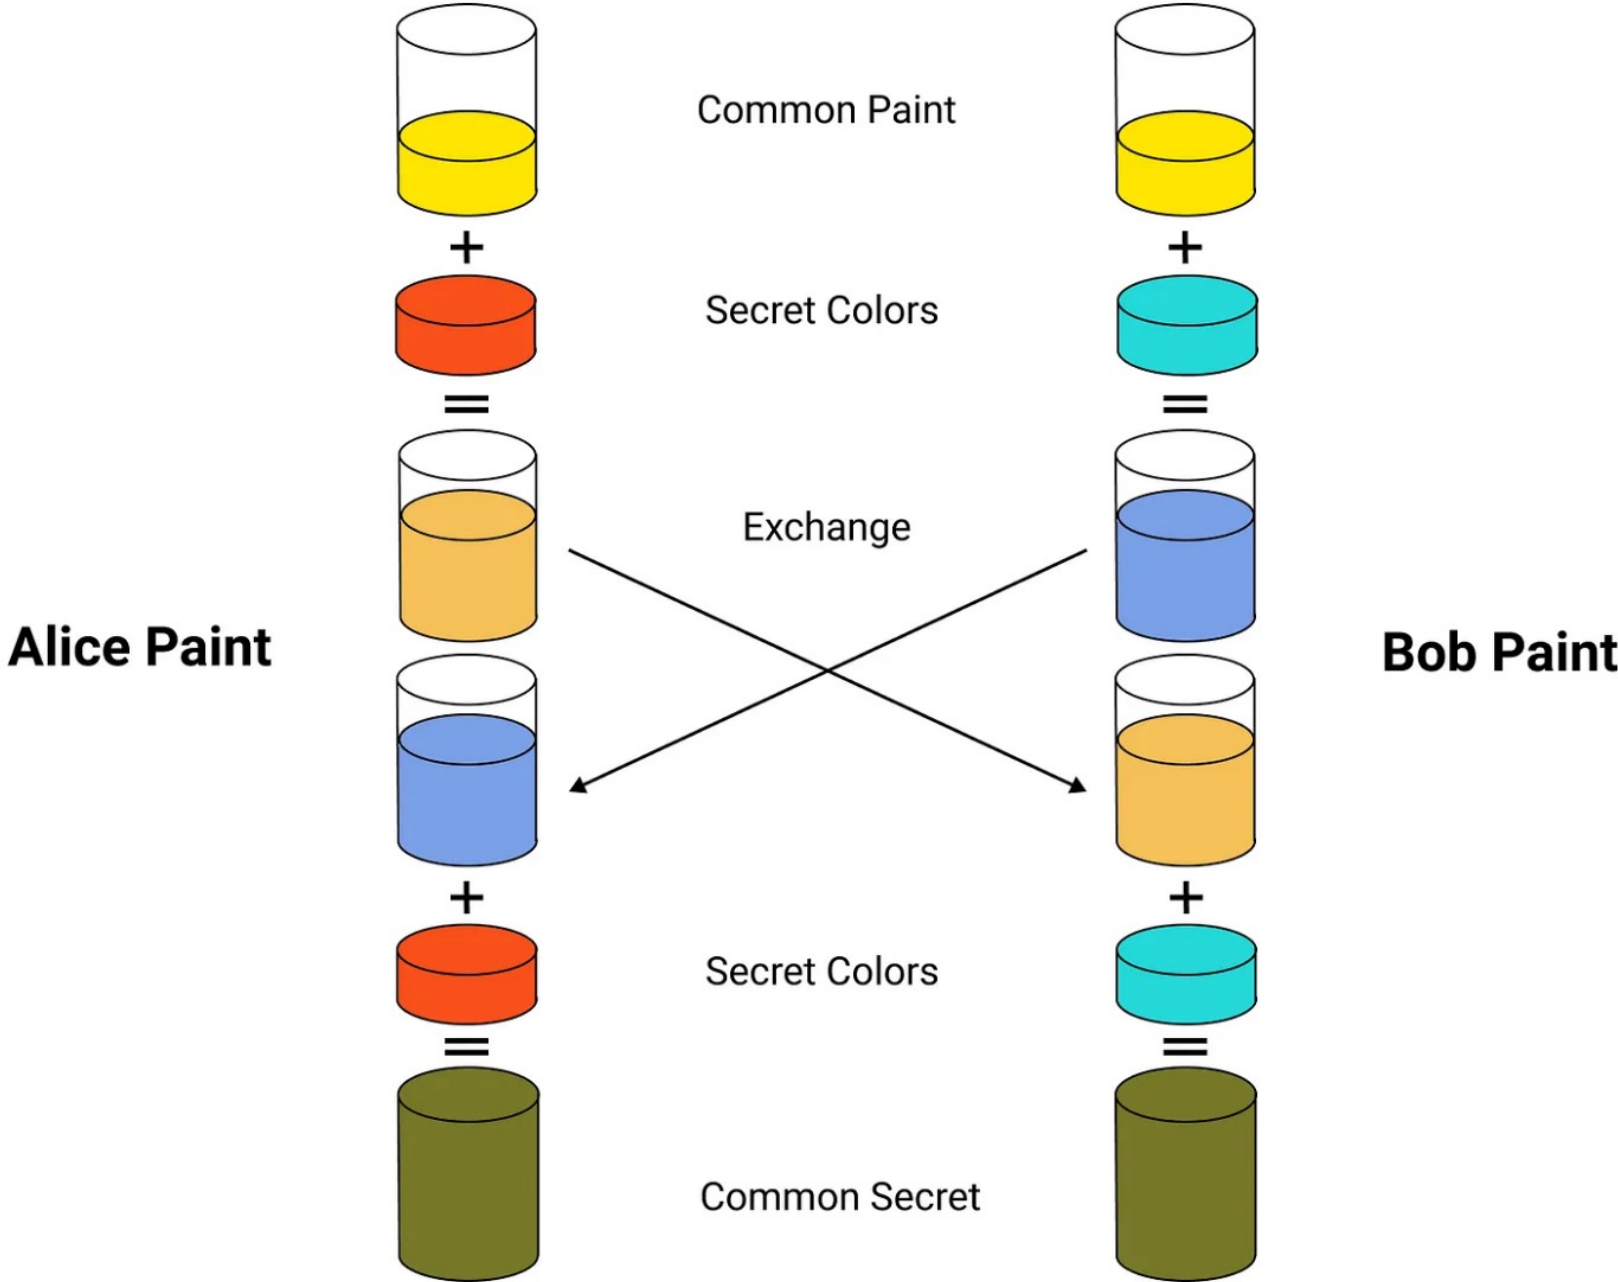 Common Paint
+
+
Secret Colors
=
=
Exchange
Alice Paint
Bob Paint
+
+
Secret Colors
=
=
Common Secret